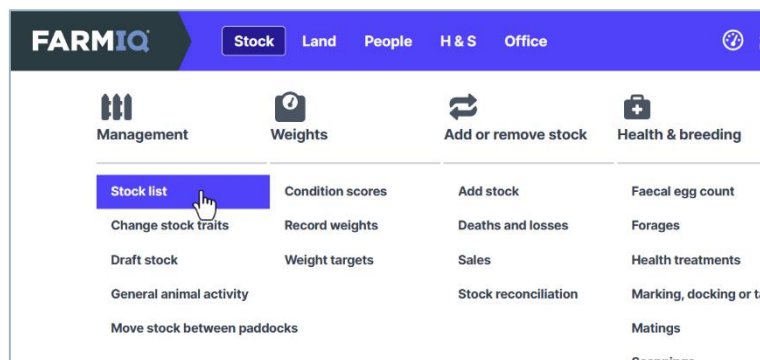 FARMIQ
Stock Land People H & S Office
Management Weights Add or remove stock Health & breeding
Stock list Condition scores Add stock Faecal egg count
Change stock traits Record weights Deaths and losses Forages
Draft stock Weight targets Sales Health treatments
General animal activity Stock reconciliation Marking, docking or
Move stock between paddocks Matings